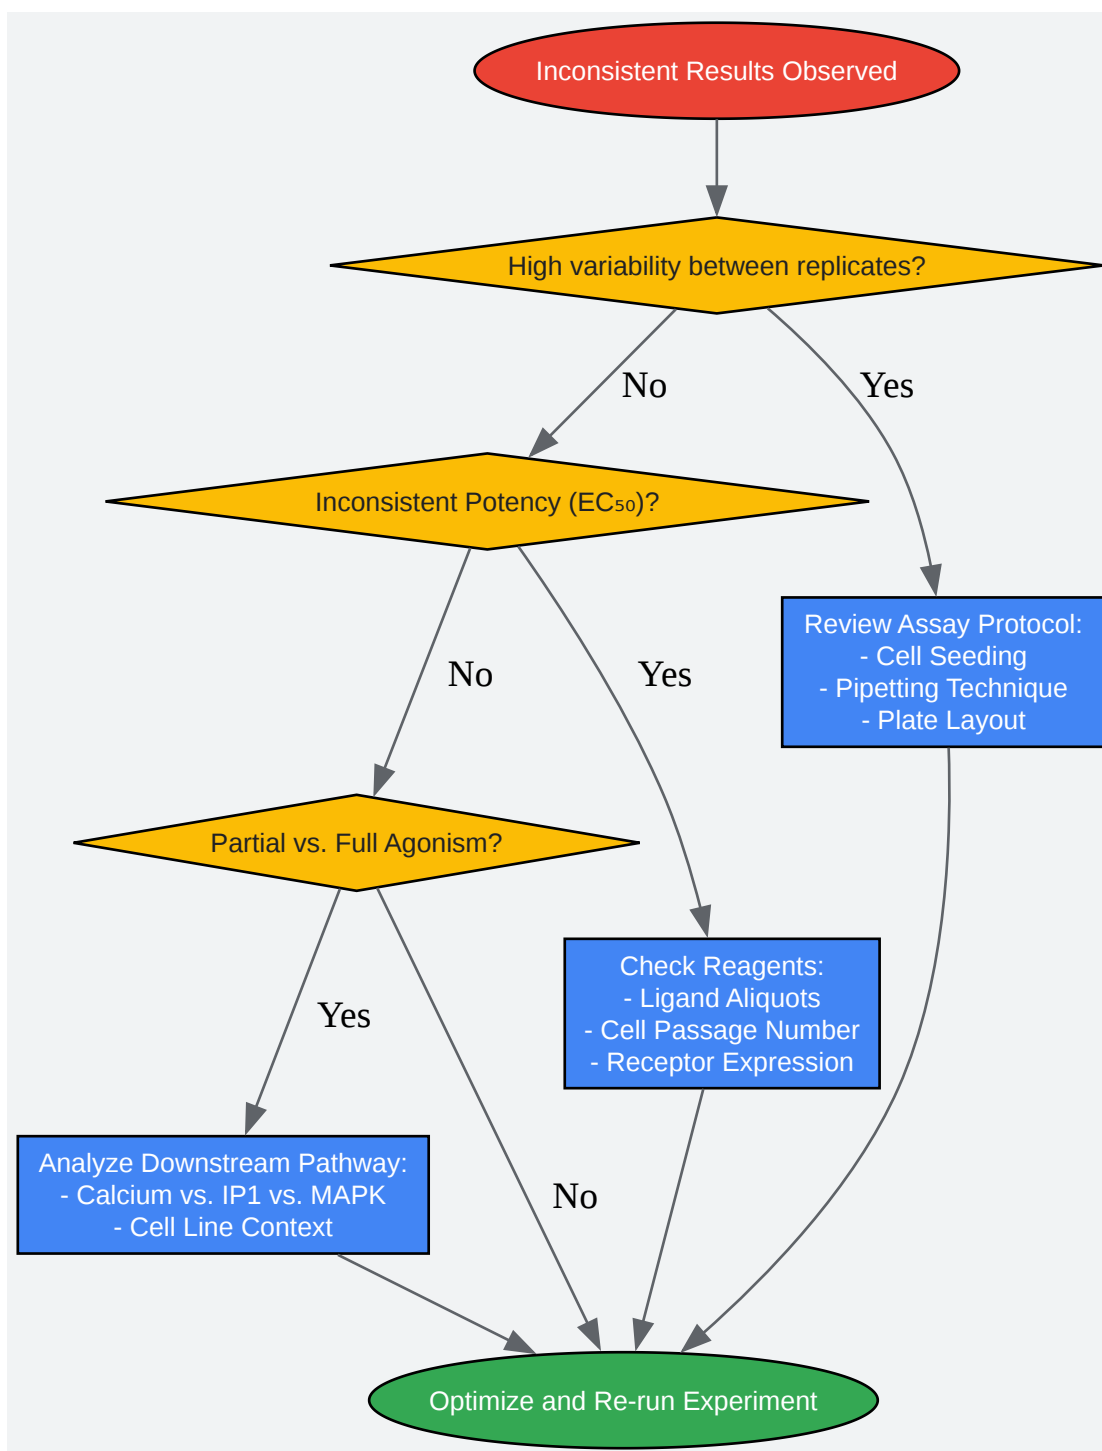 Inconsistent Results Observed
High variability between replicates?
No
Yes
Inconsistent Potency (EC₅₀)?
Review Assay Protocol:
- Cell Seeding
- Pipetting Technique
- Plate Layout
No
Yes
Partial vs. Full Agonism?
Check Reagents:
- Ligand Aliquots
- Cell Passage Number
- Receptor Expression
Yes
Analyze Downstream Pathway:
- Calcium vs. IP1 vs. MAPK
- Cell Line Context
No
Optimize and Re-run Experiment